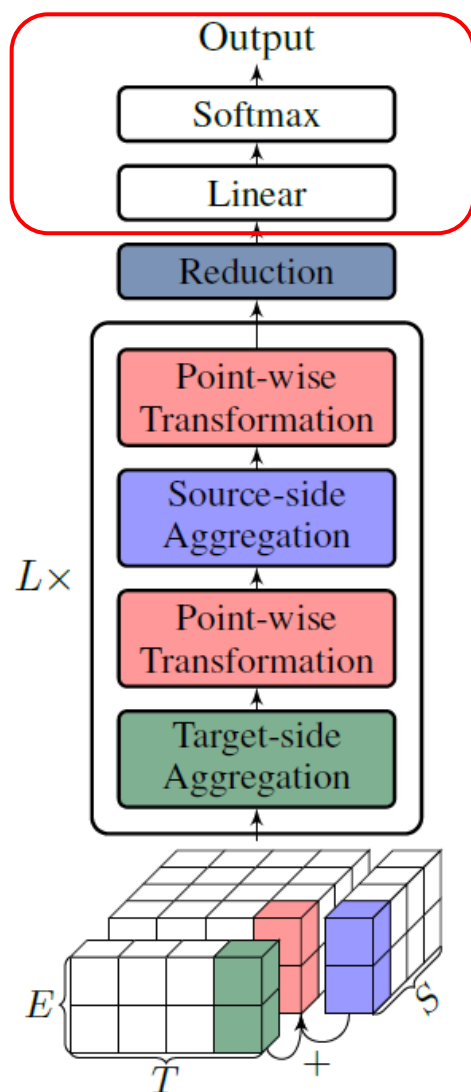 Output
Softmax
Linear
Reduction
Point-wise
Transformation
Source-side
Aggregation
L×
Point-wise
Transformation
Target-side
Aggregation
E
S
T
+